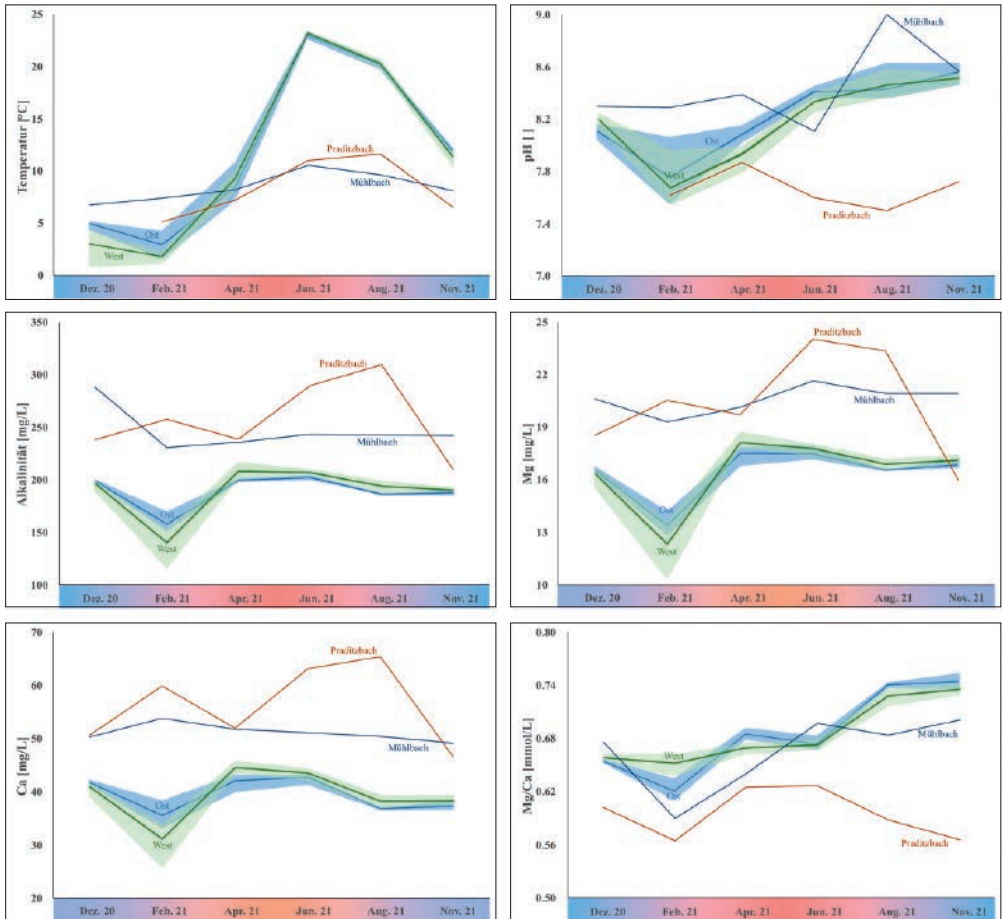 Temperatur [°C]
25
20
15
10
5
0
Praditzbach
Mühlbach
Ost
West
Dez. 20 Feb. 21 Apr. 21 Jun. 21 Aug. 21 Nov. 21
pH [ ]
9.0
8.6
8.2
7.8
7.4
7.0
Mühlbach
Ost
West
Praditzbach
Dez. 20 Feb. 21 Apr. 21 Jun. 21 Aug. 21 Nov. 21
Alkalinität [mg/L]
350
300
250
200
150
100
Praditzbach
Mühlbach
Ost
West
Dez. 20 Feb. 21 Apr. 21 Jun. 21 Aug. 21 Nov. 21
Mg [mg/L]
25
22
19
16
13
10
Praditzbach
Mühlbach
Ost
West
Dez. 20 Feb. 21 Apr. 21 Jun. 21 Aug. 21 Nov. 21
Ca [mg/L]
70
60
50
40
30
20
Praditzbach
Mühlbach
Ost
West
Dez. 20 Feb. 21 Apr. 21 Jun. 21 Aug. 21 Nov. 21
Mg/Ca [mmol/L]
0.80
0.74
0.68
0.62
0.56
0.50
West
Mühlbach
Ost
Praditzbach
Dez. 20 Feb. 21 Apr. 21 Jun. 21 Aug. 21 Nov. 21